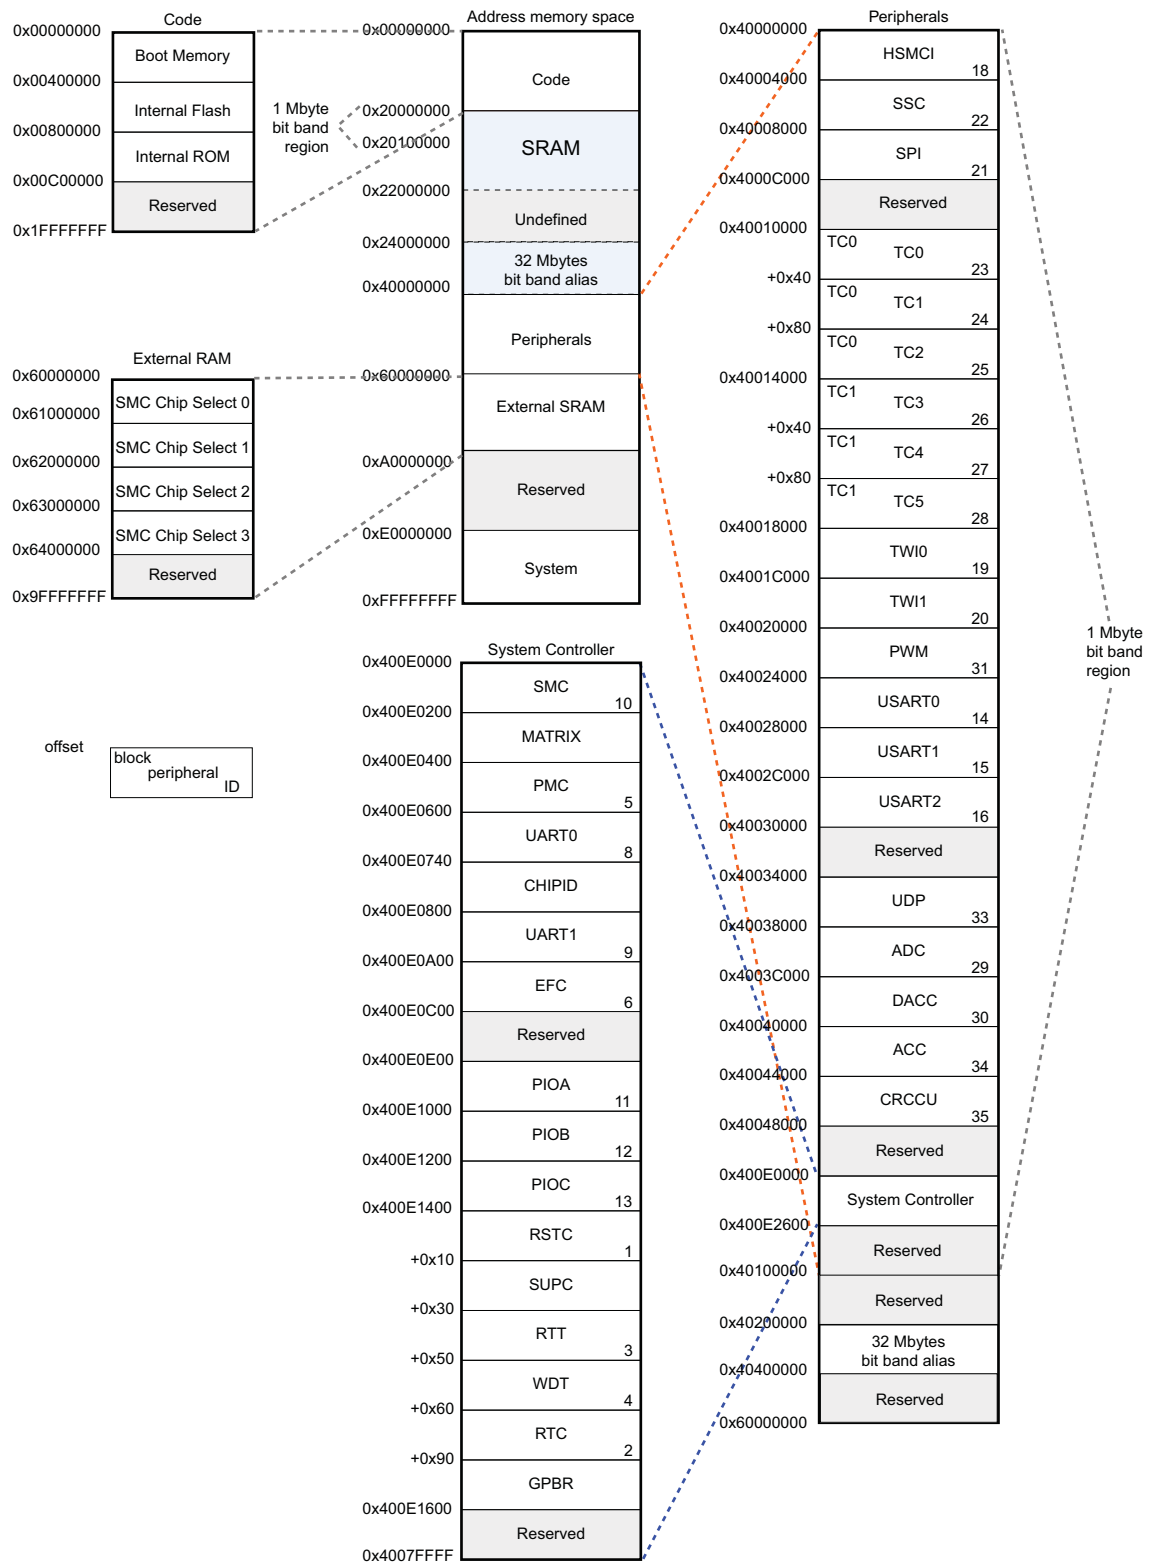 Code
0x00000000
Boot Memory
0x00400000
Internal Flash
0x00800000
Internal ROM
0x00C00000
Reserved
0x1FFFFFFF
1 Mbyte
bit band
region
External RAM
0x60000000
SMC Chip Select 0
0x61000000
SMC Chip Select 1
0x62000000
SMC Chip Select 2
0x63000000
SMC Chip Select 3
0x64000000
Reserved
0x9FFFFFFF
offset
block
peripheral
ID
Address memory space
0x00000000
Code
0x20000000
SRAM
0x20100000
0x22000000
Undefined
0x24000000
32 Mbytes
bit band alias
0x40000000
Peripherals
0x60000000
External SRAM
0xA0000000
Reserved
0xE0000000
System
0xFFFFFFFF
System Controller
0x400E0000
SMC
10
0x400E0200
MATRIX
0x400E0400
PMC
5
0x400E0600
UART0
8
0x400E0740
CHIPID
0x400E0800
UART1
9
0x400E0A00
EFC
6
0x400E0C00
Reserved
0x400E0E00
PIOA
11
0x400E1000
PIOB
12
0x400E1200
PIOC
13
0x400E1400
RSTC
1
+0x10
SUPC
+0x30
RTT
3
+0x50
WDT
4
+0x60
RTC
2
+0x90
GPBR
0x400E1600
Reserved
0x4007FFFF
Peripherals
0x40000000
HSMCI
18
0x40004000
SSC
22
0x40008000
SPI
21
0x4000C000
Reserved
0x40010000
TC0
TC0
23
+0x40
TC0
TC1
24
+0x80
TC0
TC2
25
0x40014000
TC1
TC3
26
+0x40
TC1
TC4
27
+0x80
TC1
TC5
28
0x40018000
TWI0
19
0x4001C000
TWI1
20
0x40020000
PWM
31
0x40024000
USART0
14
0x40028000
USART1
15
0x4002C000
USART2
16
0x40030000
Reserved
0x40034000
UDP
33
0x40038000
ADC
29
0x4003C000
DACC
30
0x40040000
ACC
34
0x40044000
CRCCU
35
0x40048000
Reserved
0x400E0000
System Controller
0x400E2600
Reserved
0x40100000
Reserved
0x40200000
32 Mbytes
bit band alias
0x40400000
Reserved
0x60000000
1 Mbyte
bit band
region